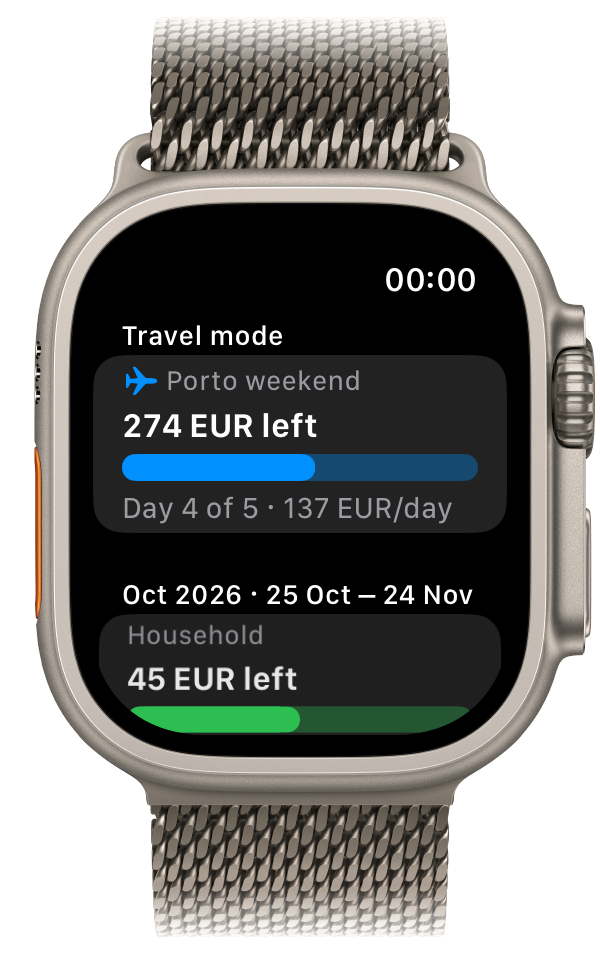 00:00
Travel mode
Porto weekend
274 EUR left
Day 4 of 5 · 137 EUR/day
Oct 2026 · 25 Oct – 24 Nov
Household
45 EUR left